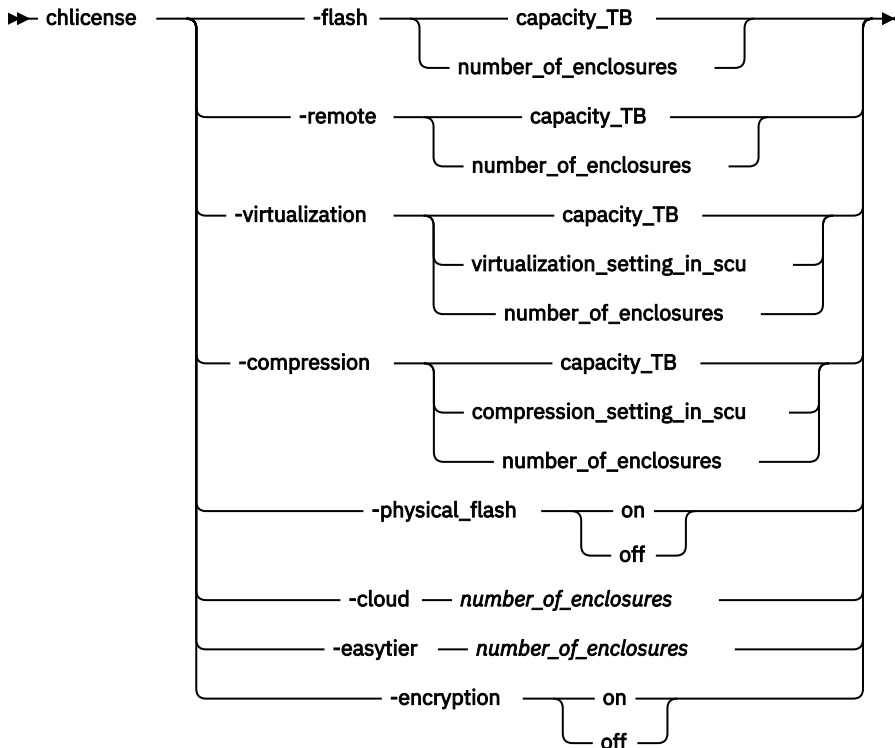 chlicense -flash capacity_TB
number_of_enclosures
-remote capacity_TB
number_of_enclosures
-virtualization capacity_TB
virtualization_setting_in_scu
number_of_enclosures
-compression capacity_TB
compression_setting_in_scu
number_of_enclosures
-physical_flash on
off
-cloud number_of_enclosures
-easytier number_of_enclosures
-encryption on
off